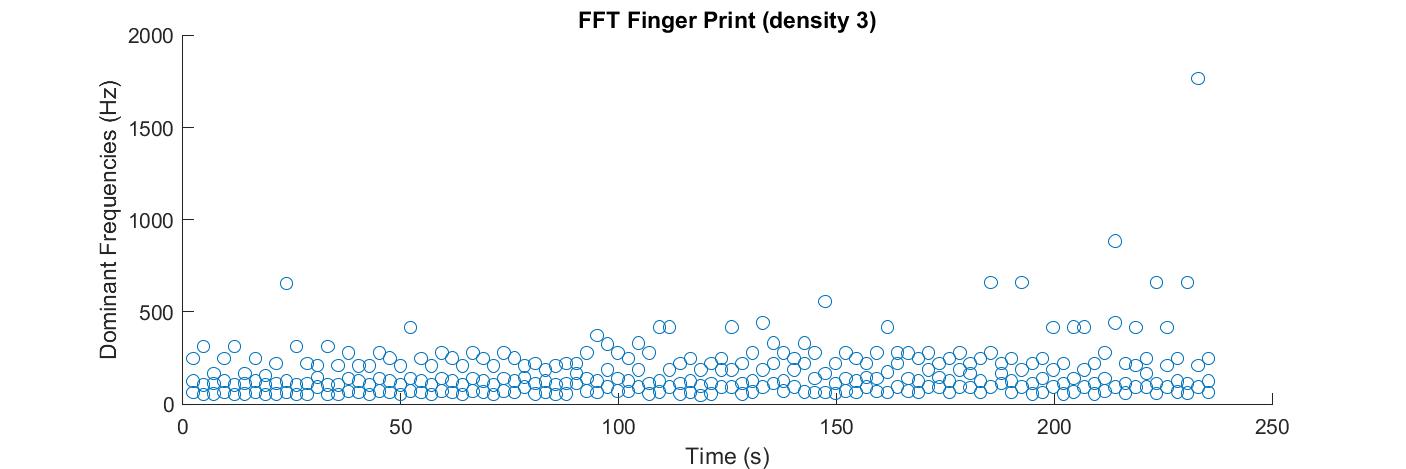 FFT Finger Print (density 3)
2000
1500
1000
500
0
Dominant Frequencies (Hz)
0 50 100 150 200 250
Time (s)